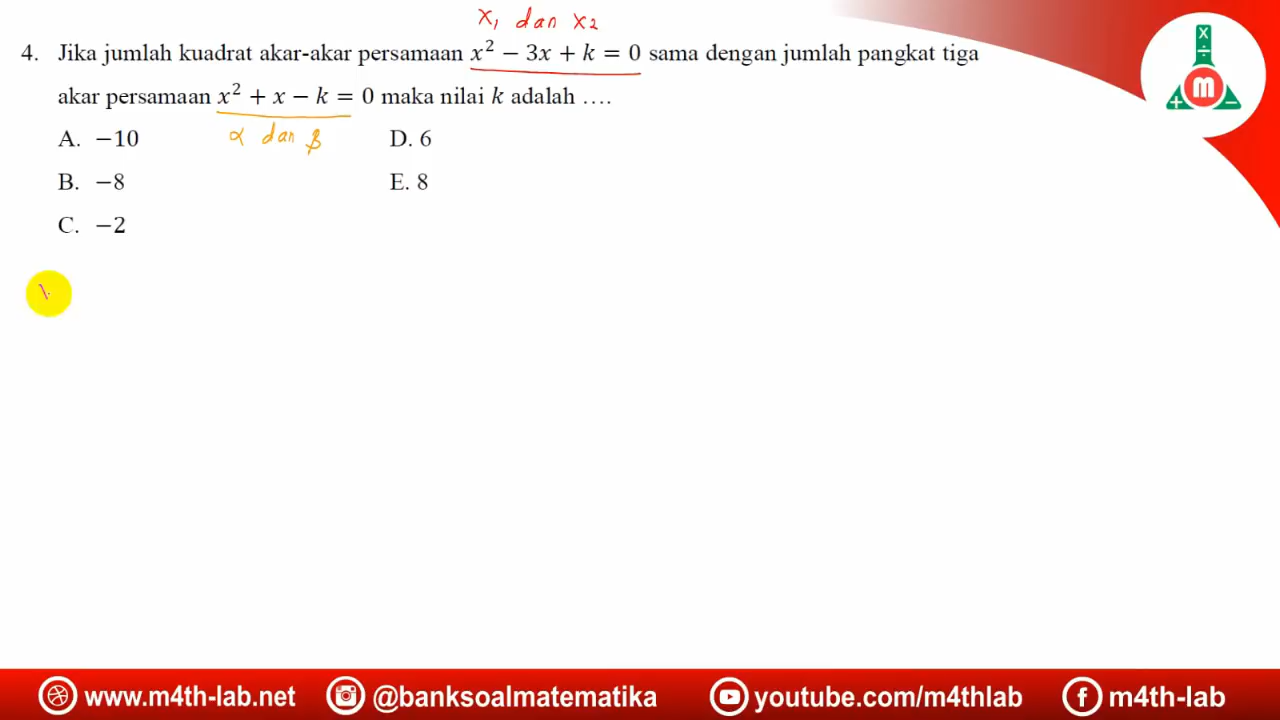 x₁ dan x₂
4. Jika jumlah kuadrat akar-akar persamaan x² − 3x + k = 0 sama dengan jumlah pangkat tiga
akar persamaan x² + x − k = 0 maka nilai k adalah ….
α dan β
A. −10
B. −8
C. −2
D. 6
E. 8
x
÷
m
+
−
www.m4th-lab.net
@banksoalmatematika
youtube.com/m4thlab
f
m4th-lab